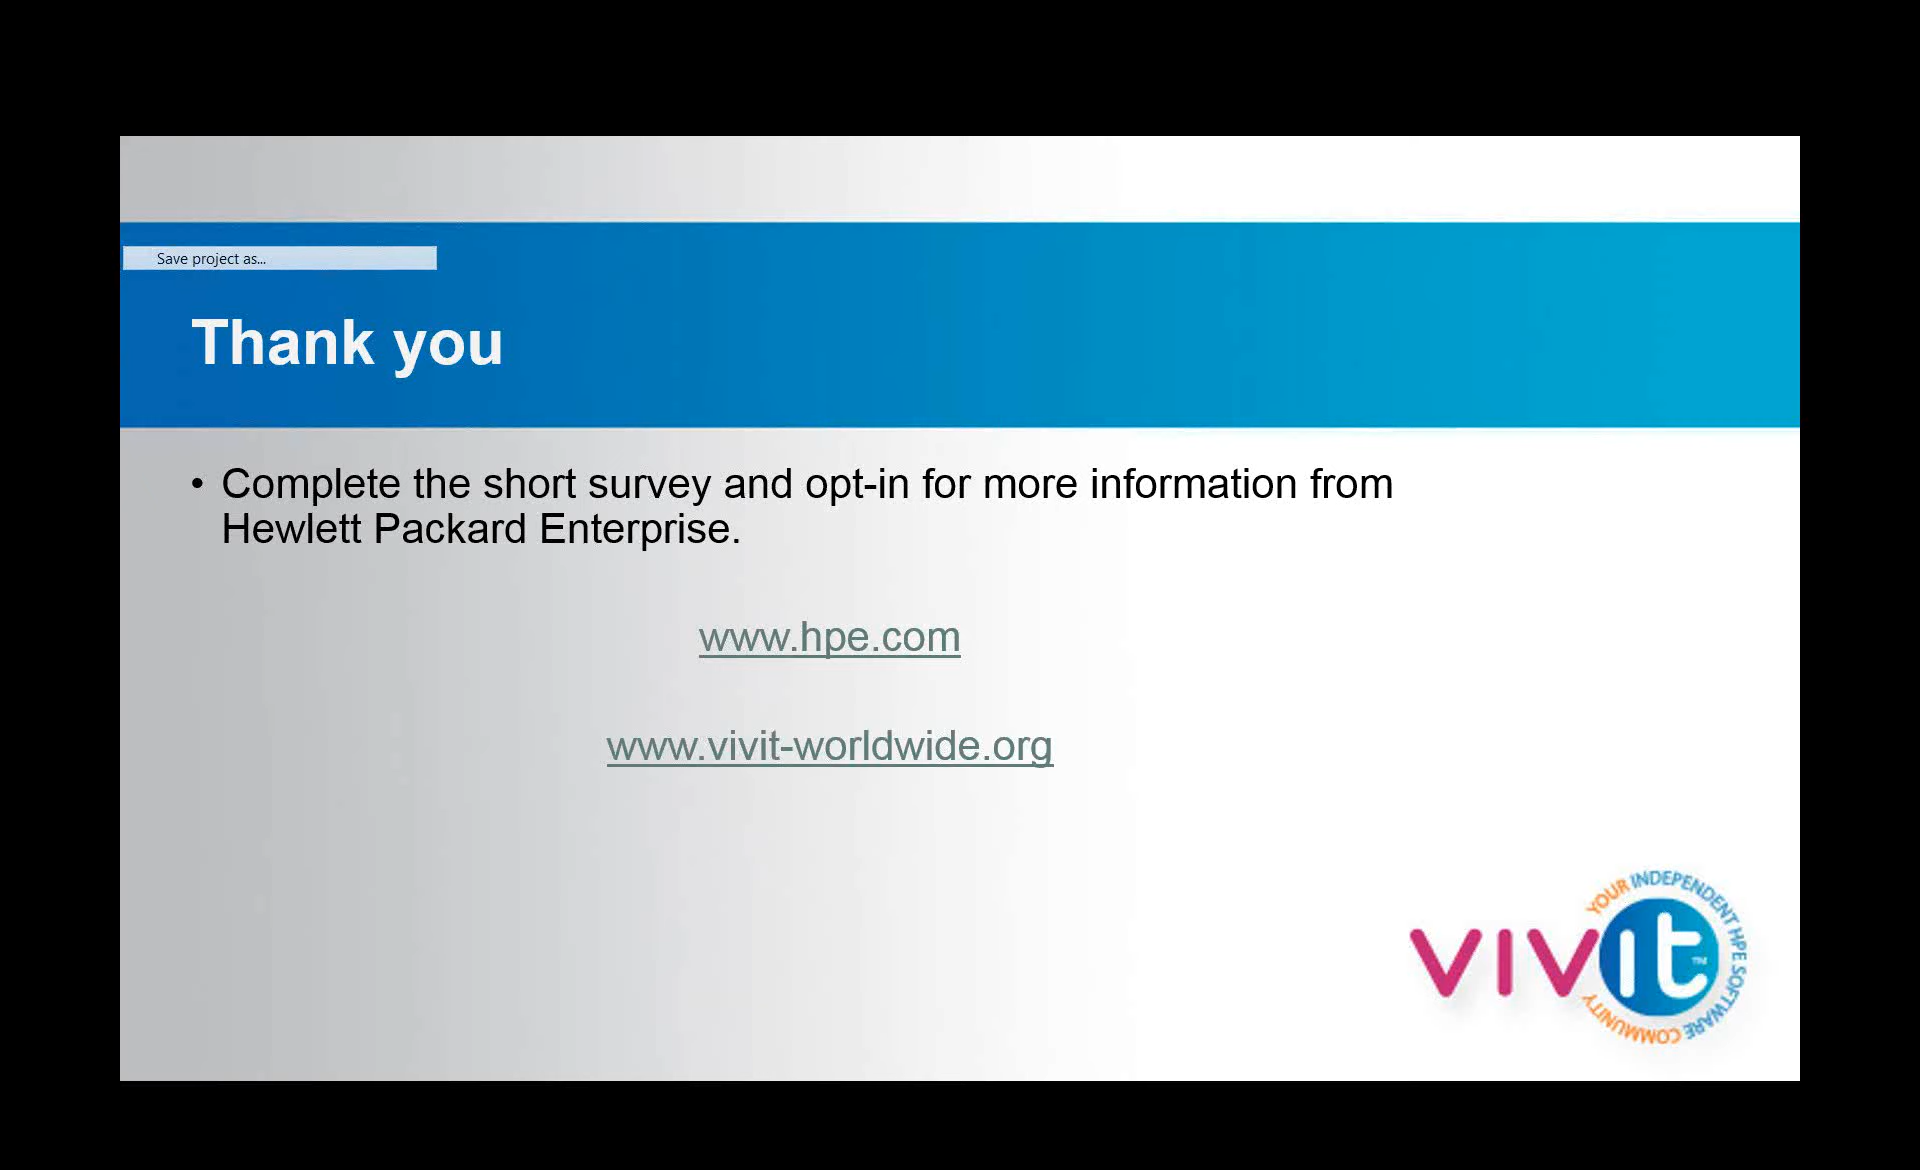 Save project as...
Thank you
• Complete the short survey and opt-in for more information from
Hewlett Packard Enterprise.
www.hpe.com
www.vivit-worldwide.org
vivit™
YOUR INDEPENDENT HPE SOFTWARE COMMUNITY